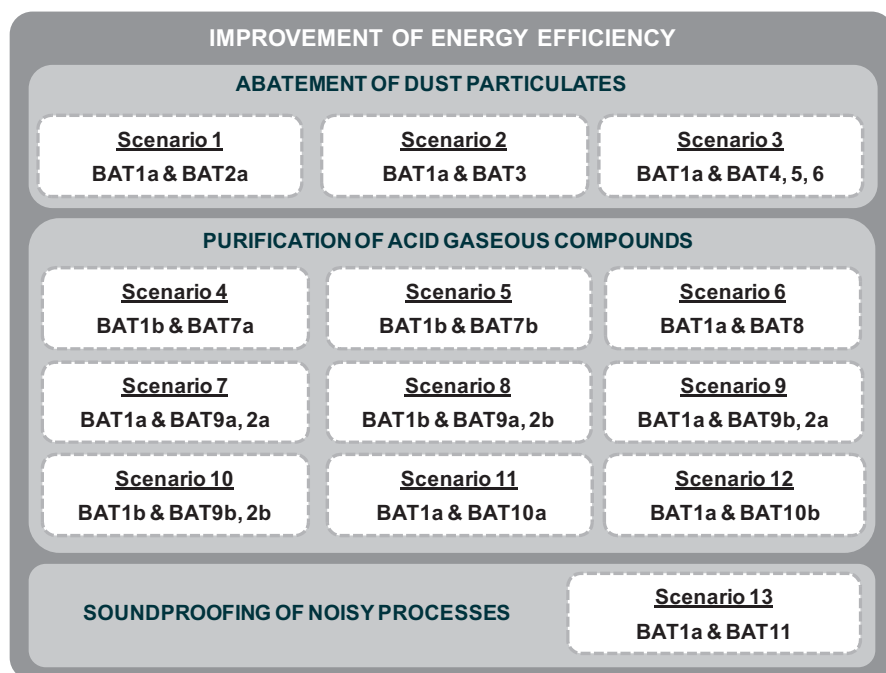 IMPROVEMENT OF ENERGY EFFICIENCY
ABATEMENT OF DUST PARTICULATES
Scenario 1
BAT1a & BAT2a
Scenario 2
BAT1a & BAT3
Scenario 3
BAT1a & BAT4, 5, 6
PURIFICATION OF ACID GASEOUS COMPOUNDS
Scenario 4
BAT1b & BAT7a
Scenario 5
BAT1b & BAT7b
Scenario 6
BAT1a & BAT8
Scenario 7
BAT1a & BAT9a, 2a
Scenario 8
BAT1b & BAT9a, 2b
Scenario 9
BAT1a & BAT9b, 2a
Scenario 10
BAT1b & BAT9b, 2b
Scenario 11
BAT1a & BAT10a
Scenario 12
BAT1a & BAT10b
SOUNDPROOFING OF NOISY PROCESSES
Scenario 13
BAT1a & BAT11